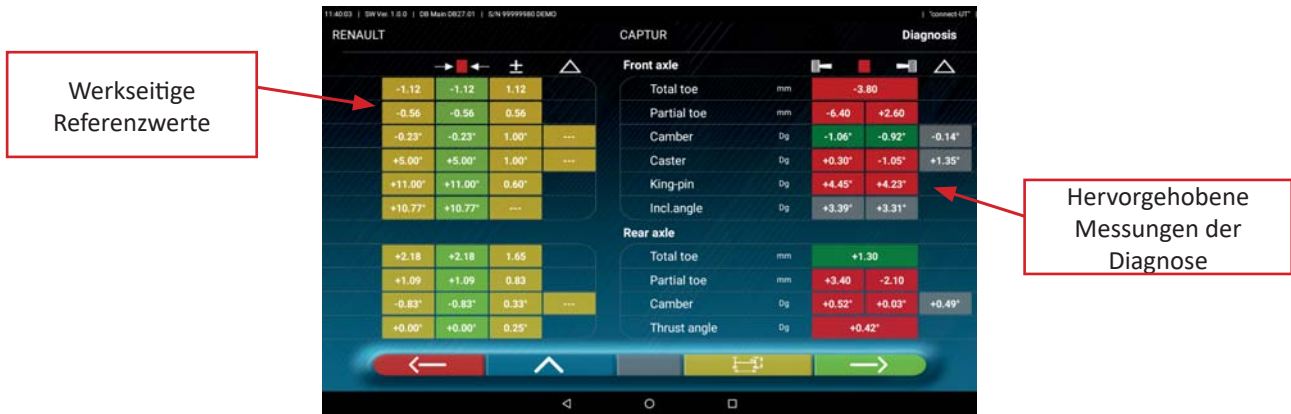 11:40:03 | SW Ver. 1.0.0 | DB Main DB27.01 | S/N 99999980 DEMO | "connect-UT"
RENAULT CAPTUR Diagnosis
Werkseitige
Referenzwerte
± Front axle
-1.12 -1.12 1.12 Total toe mm -3.80
-0.56 -0.56 0.56 Partial toe mm -6.40 +2.60
-0.23° -0.23° 1.00° --- Camber Dg -1.06° -0.92° -0.14°
+5.00° +5.00° 1.00° --- Caster Dg +0.30° -1.05° +1.35°
+11.00° +11.00° 0.60° King-pin Dg +4.45° +4.23°
+10.77° +10.77° --- Incl.angle Dg +3.39° +3.31°
Hervorgehobene
Messungen der
Diagnose
Rear axle
+2.18 +2.18 1.65 Total toe mm +1.30
+1.09 +1.09 0.83 Partial toe mm +3.40 -2.10
-0.83° -0.83° 0.33° --- Camber Dg +0.52° +0.03° +0.49°
+0.00° +0.00° 0.25° Thrust angle Dg +0.42°